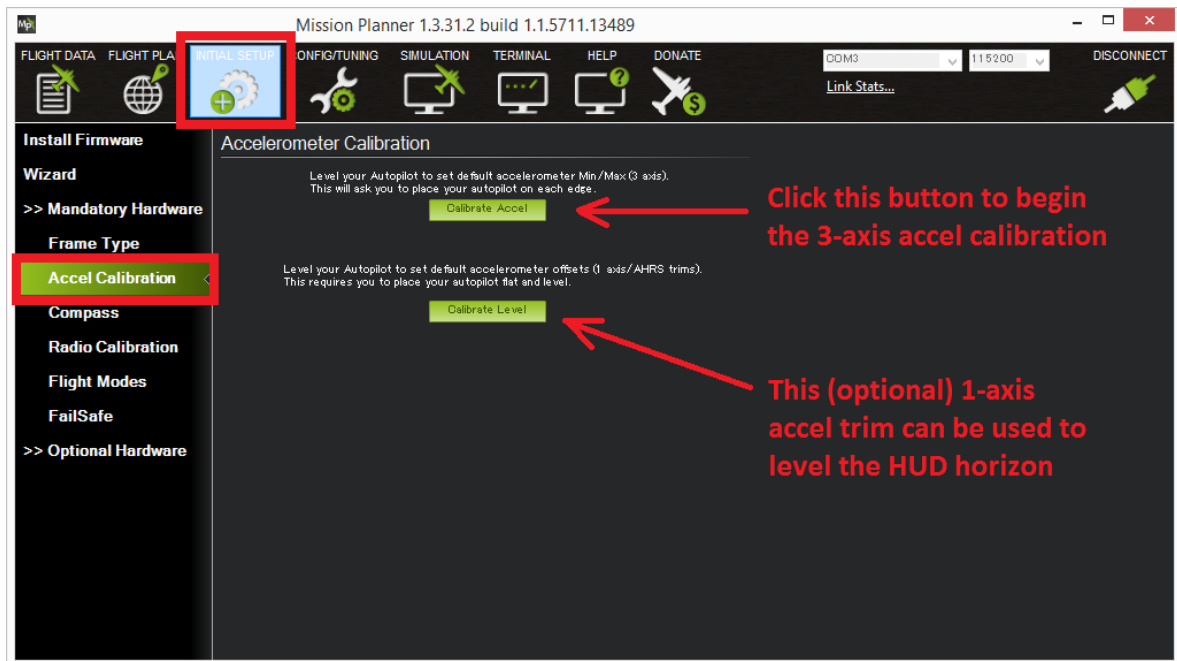 Mp
Mission Planner 1.3.31.2 build 1.1.5711.13489
FLIGHT DATA FLIGHT PLA INITIAL SETUP CONFIG/TUNING SIMULATION TERMINAL HELP DONATE COM3 115200 DISCONNECT
Link Stats...
Install Firmware
Wizard
>> Mandatory Hardware
Frame Type
Accel Calibration
Compass
Radio Calibration
Flight Modes
FailSafe
>> Optional Hardware
Accelerometer Calibration
Level your Autopilot to set default accelerometer Min/Max (3 axis).
This will ask you to place your autopilot on each edge.
Calibrate Accel
Click this button to begin
the 3-axis accel calibration
Level your Autopilot to set default accelerometer offsets (1 axis/AHRS trims).
This requires you to place your autopilot flat and level.
Calibrate Level
This (optional) 1-axis
accel trim can be used to
level the HUD horizon